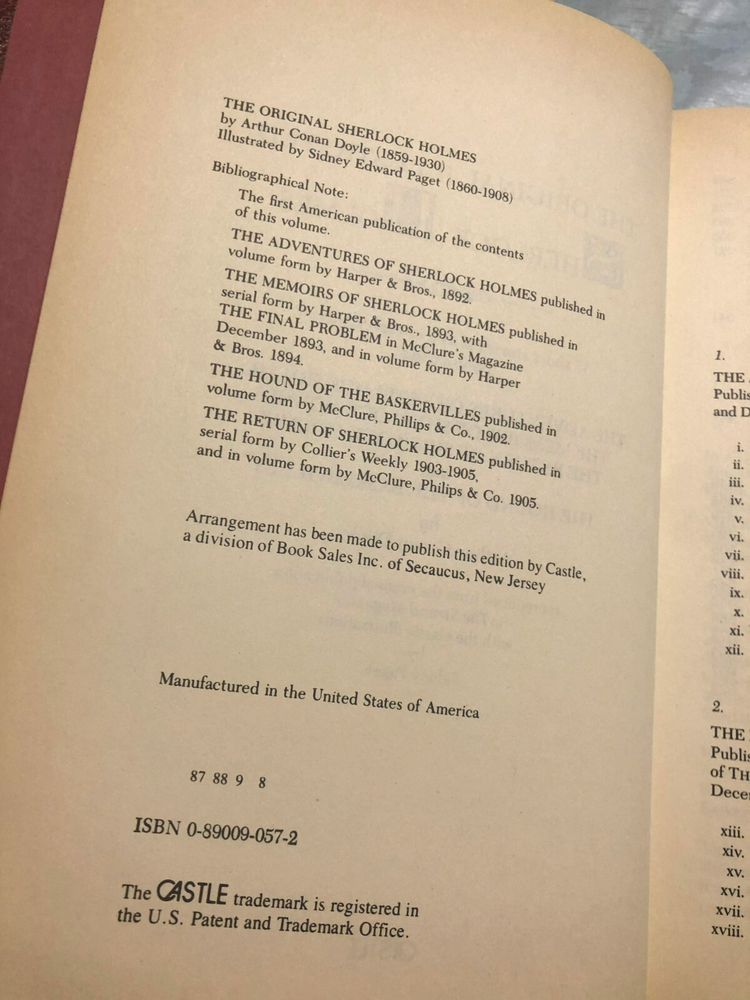 THE ORIGINAL SHERLOCK HOLMES
by Arthur Conan Doyle (1859-1930)
Illustrated by Sidney Edward Paget (1860-1908)
Bibliographical Note:
The first American publication of the contents
of this volume.
THE ADVENTURES OF SHERLOCK HOLMES published in
volume form by Harper & Bros., 1892.
THE MEMOIRS OF SHERLOCK HOLMES published in
serial form by Harper & Bros., 1893, with
THE FINAL PROBLEM in McClure's Magazine
December 1893, and in volume form by Harper
& Bros. 1894.
THE HOUND OF THE BASKERVILLES published in
volume form by McClure, Phillips & Co., 1902.
THE RETURN OF SHERLOCK HOLMES published in
serial form by Collier's Weekly 1903-1905,
and in volume form by McClure, Philips & Co. 1905.
Arrangement has been made to publish this edition by Castle,
a division of Book Sales Inc. of Secaucus, New Jersey
Manufactured in the United States of America
87 88 9 8
ISBN 0-89009-057-2
The CASTLE trademark is registered in
the U.S. Patent and Trademark Office.
1.
THE
Publis
and D
i.
ii.
iii.
iv.
v.
vi.
vii.
viii.
ix.
x.
xi.
xii.
2.
THE
Publis
of TH
Dece
xiii.
xiv.
xv.
xvi.
xvii.
xviii.